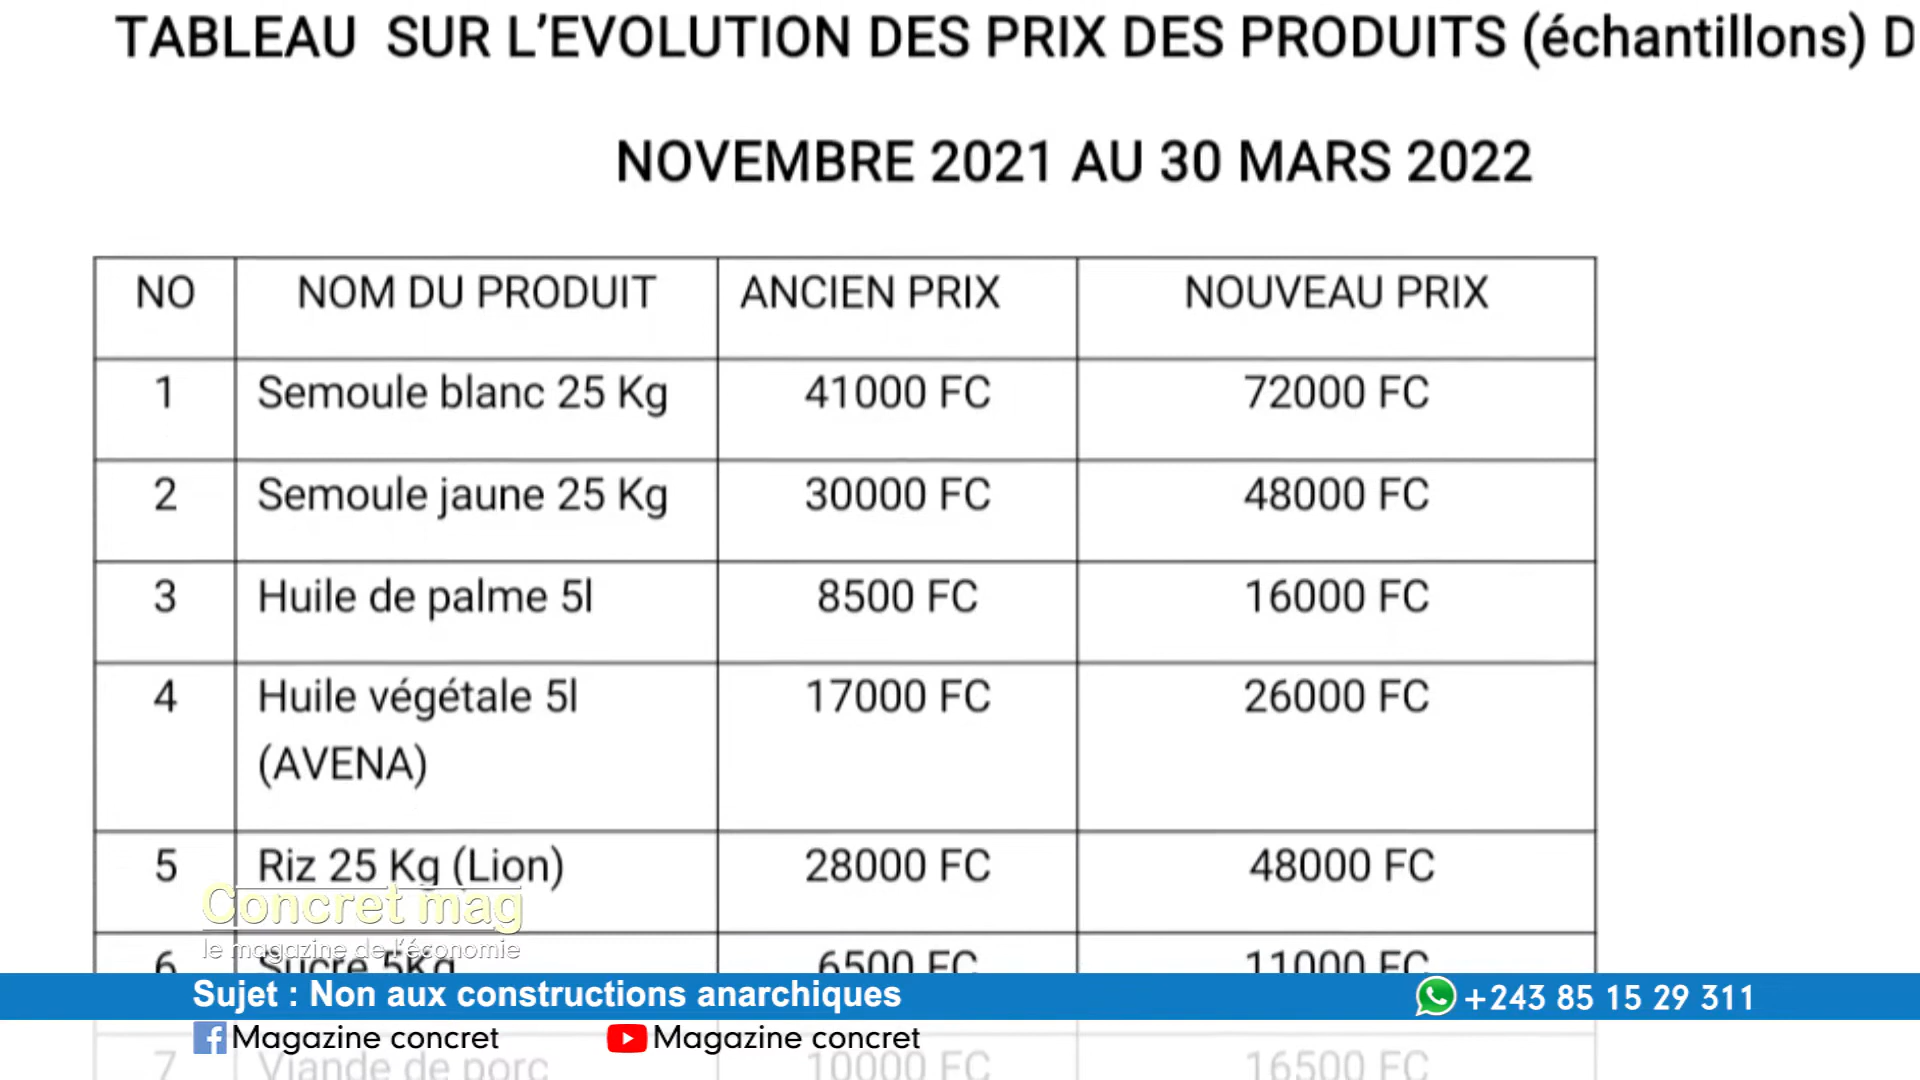 TABLEAU SUR L’EVOLUTION DES PRIX DES PRODUITS (échantillons) D
NOVEMBRE 2021 AU 30 MARS 2022
NO NOM DU PRODUIT ANCIEN PRIX NOUVEAU PRIX
1 Semoule blanc 25 Kg 41000 FC 72000 FC
2 Semoule jaune 25 Kg 30000 FC 48000 FC
3 Huile de palme 5l 8500 FC 16000 FC
4 Huile végétale 5l 17000 FC 26000 FC
(AVENA)
5 Riz 25 Kg (Lion) 28000 FC 48000 FC
Concret mag
le magazine de l'économie
6 Sucre 5Kg 6500 FC 11000 FC
Sujet : Non aux constructions anarchiques +243 85 15 29 311
Magazine concret Magazine concret
7 Viande de porc 10000 FC 16500 FC